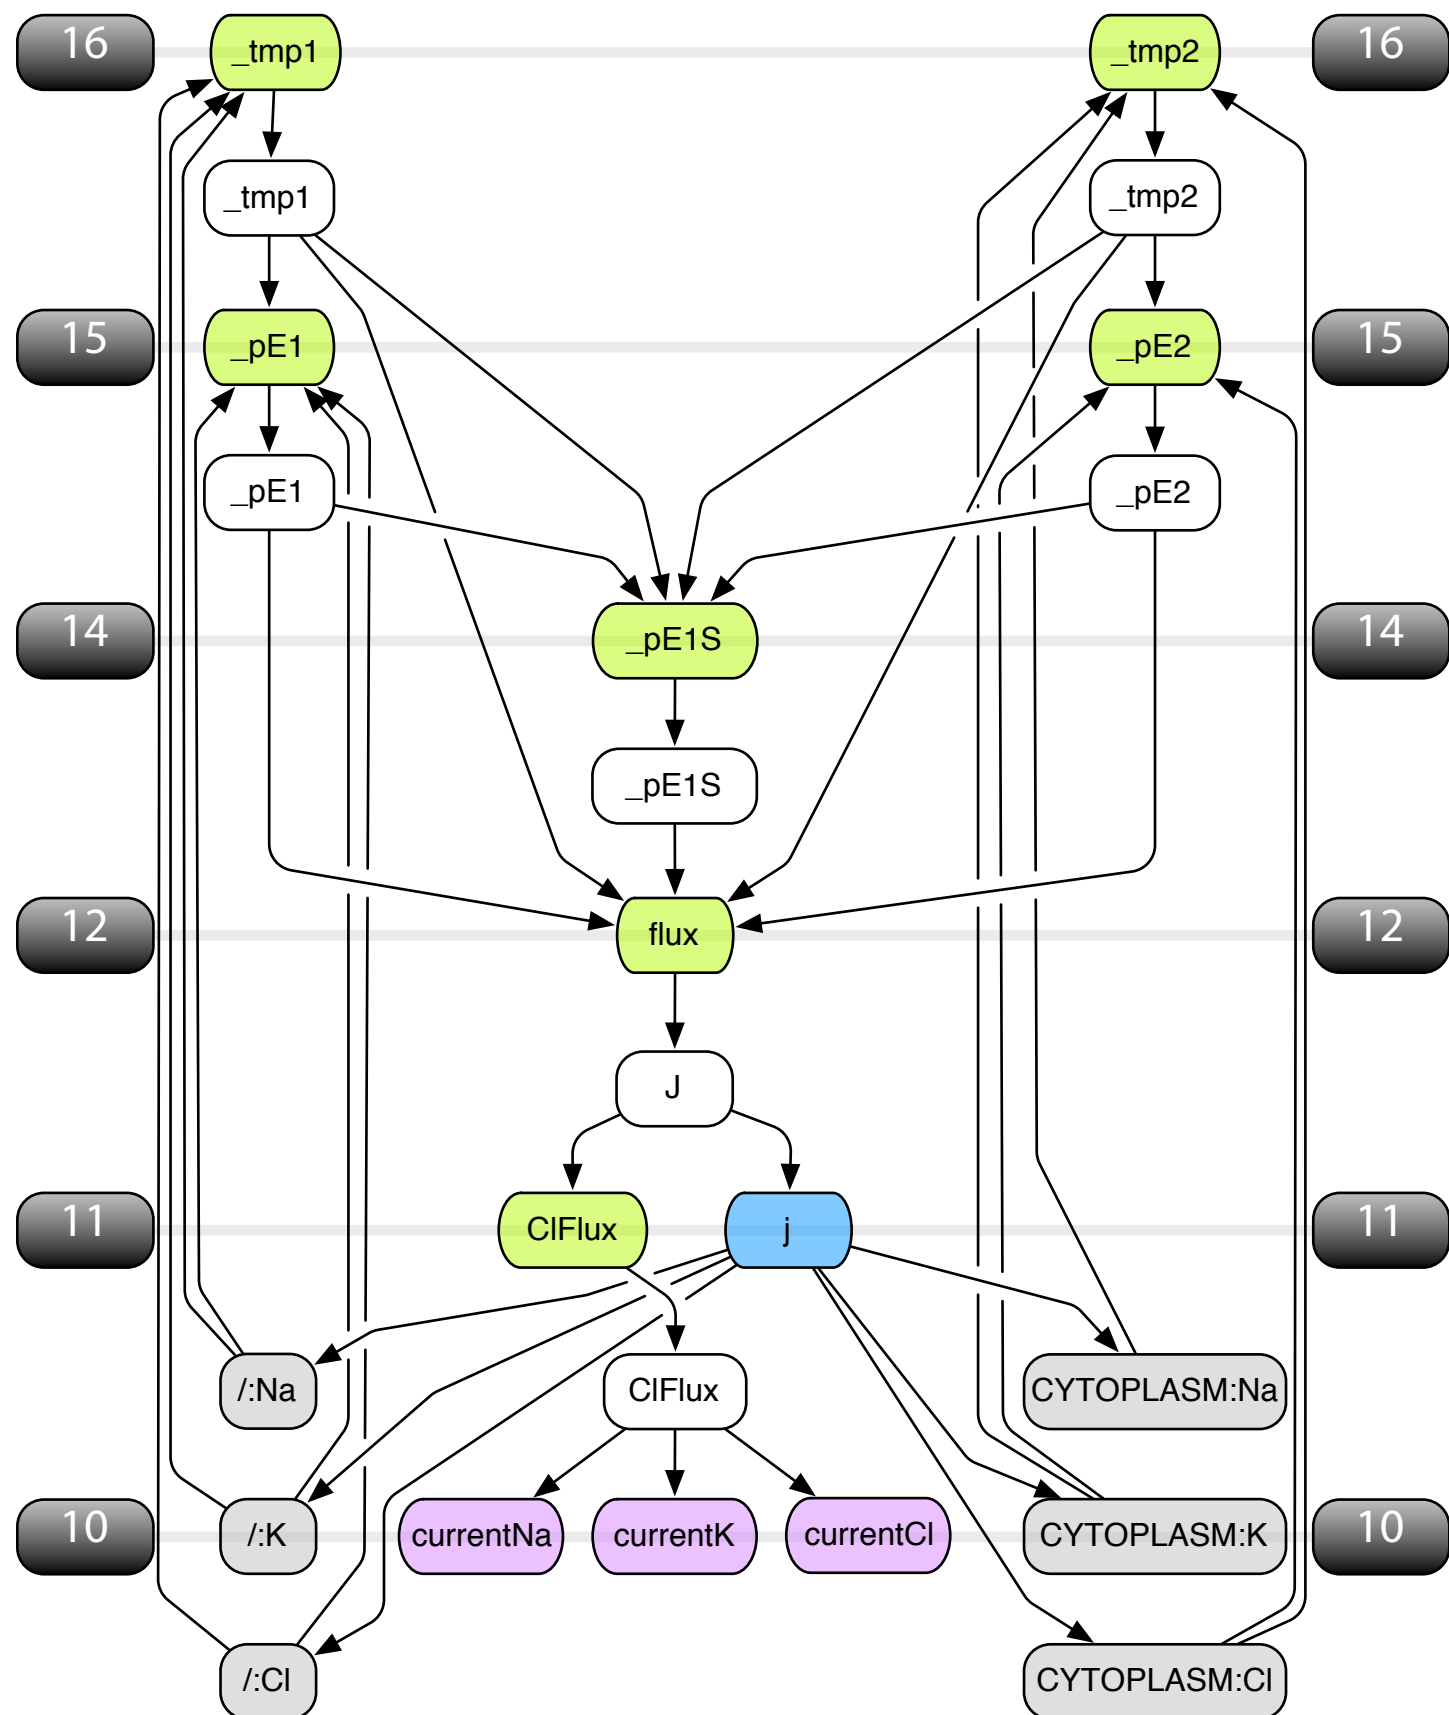 16 _tmp1 _tmp2 16
_tmp1 _tmp2
15 _pE1 _pE2 15
_pE1 _pE2
14 _pE1S 14
_pE1S
12 flux 12
J
11 ClFlux j 11
/:Na ClFlux CYTOPLASM:Na
10 /:K currentNa currentK currentCl CYTOPLASM:K 10
/:Cl CYTOPLASM:Cl